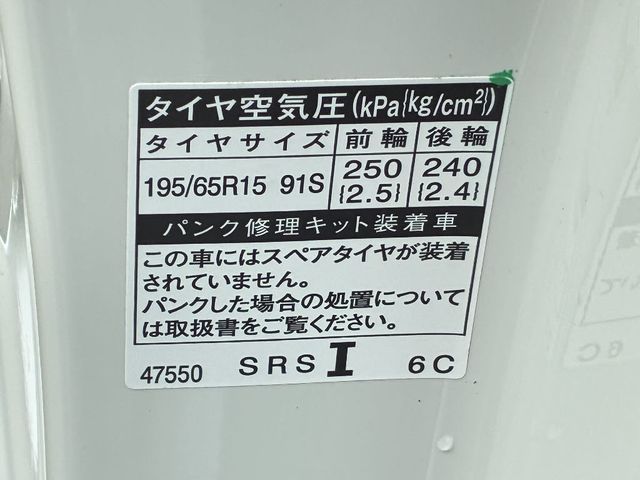 タイヤ空気圧(kPa{kg/cm²})
タイヤサイズ 前輪 後輪
195/65R15 91S 250 {2.5} 240 {2.4}
パンク修理キット装着車
この車にはスペアタイヤが装着
されていません。
パンクした場合の処置について
は取扱書をご覧ください。
47550 SRS I 6C